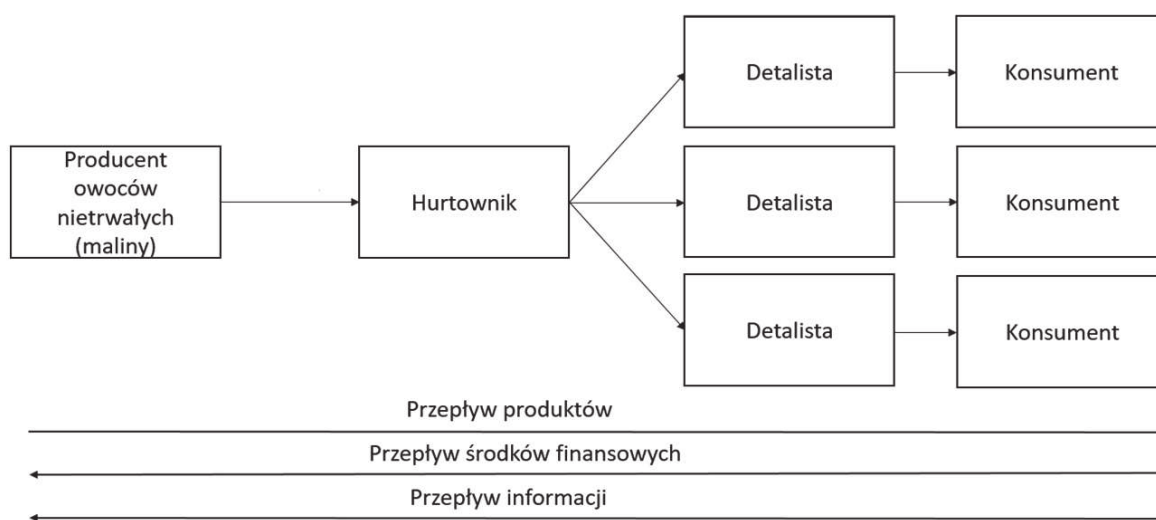 Detalista
Konsument
Producent
owoców
nietrwałych
(maliny)
Hurtownik
Detalista
Konsument
Detalista
Konsument
Przepływ produktów
Przepływ środków finansowych
Przepływ informacji